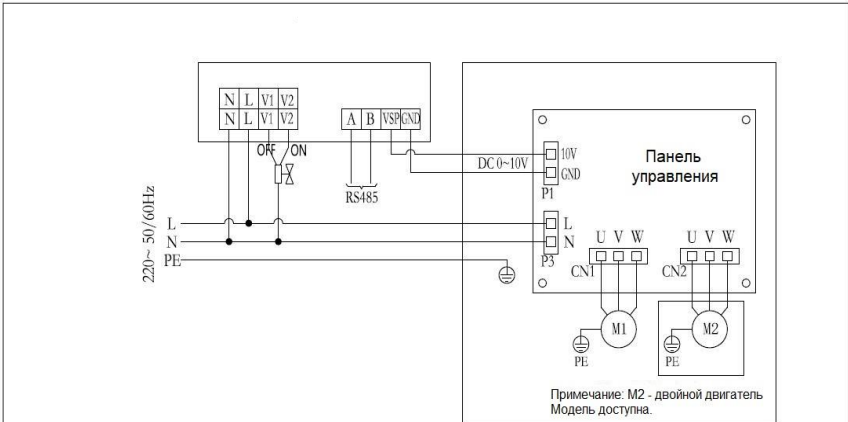 N L V1 V2
N L V1 V2
A B VSP GND
OFF ON
RS485
DC 0~10V
10V
GND
P1
Панель
управления
220~ 50/60Hz
L
N
PE
L
N
P3
U V W
U V W
CN1
CN2
M1
M2
PE
PE
Примечание: М2 - двойной двигатель
Модель доступна.